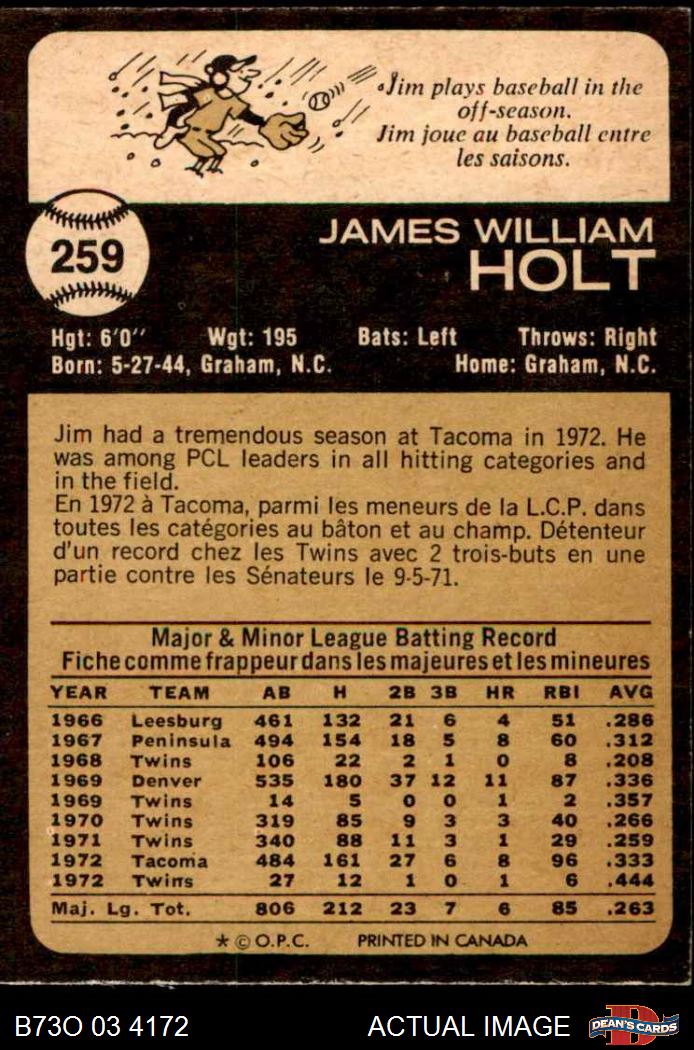 Jim plays baseball in the
off-season.
Jim joue au baseball entre
les saisons.
259
JAMES WILLIAM
HOLT
Hgt: 6'0" Wgt: 195 Bats: Left Throws: Right
Born: 5-27-44, Graham, N.C. Home: Graham, N.C.
Jim had a tremendous season at Tacoma in 1972. He
was among PCL leaders in all hitting categories and
in the field.
En 1972 à Tacoma, parmi les meneurs de la L.C.P. dans
toutes les catégories au bâton et au champ. Détenteur
d'un record chez les Twins avec 2 trois-buts en une
partie contre les Sénateurs le 9-5-71.
Major & Minor League Batting Record
Fiche comme frappeur dans les majeures et les mineures
YEAR TEAM AB H 2B 3B HR RBI AVG
1966 Leesburg 461 132 21 6 4 51 .286
1967 Peninsula 494 154 18 5 8 60 .312
1968 Twins 106 22 2 1 0 8 .208
1969 Denver 535 180 37 12 11 87 .336
1969 Twins 14 5 0 0 1 2 .357
1970 Twins 319 85 9 3 3 40 .266
1971 Twins 340 88 11 3 1 29 .259
1972 Tacoma 484 161 27 6 8 96 .333
1972 Twins 27 12 1 0 1 6 .444
Maj. Lg. Tot. 806 212 23 7 6 85 .263
* © O.P.C. PRINTED IN CANADA
B73O 03 4172 ACTUAL IMAGE
D
DEAN'S CARDS